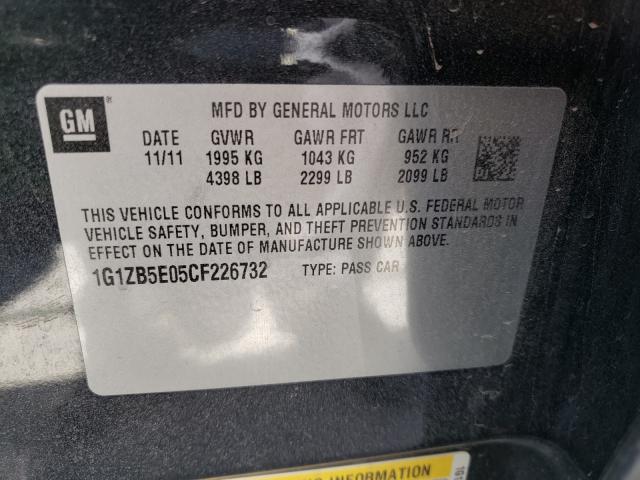 GM
MFD BY GENERAL MOTORS LLC
DATE GVWR GAWR FRT GAWR RR
11/11 1995 KG 1043 KG 952 KG
4398 LB 2299 LB 2099 LB
THIS VEHICLE CONFORMS TO ALL APPLICABLE U.S. FEDERAL MOTOR
VEHICLE SAFETY, BUMPER, AND THEFT PREVENTION STANDARDS IN
EFFECT ON THE DATE OF MANUFACTURE SHOWN ABOVE.
1G1ZB5E05CF226732 TYPE: PASS CAR
INFORMATION